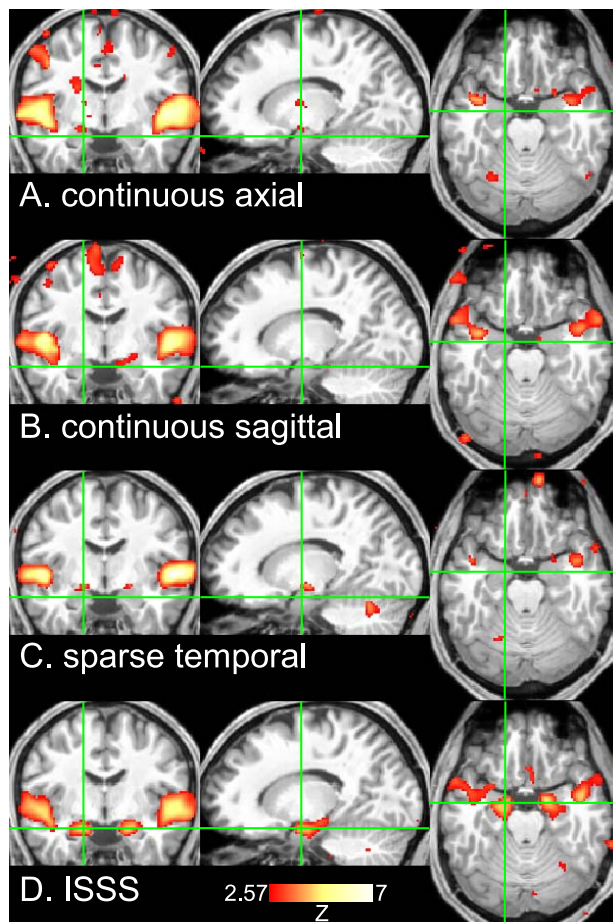 A. continuous axial
B. continuous sagittal
C. sparse temporal
D. ISSS
2.57 7
Z